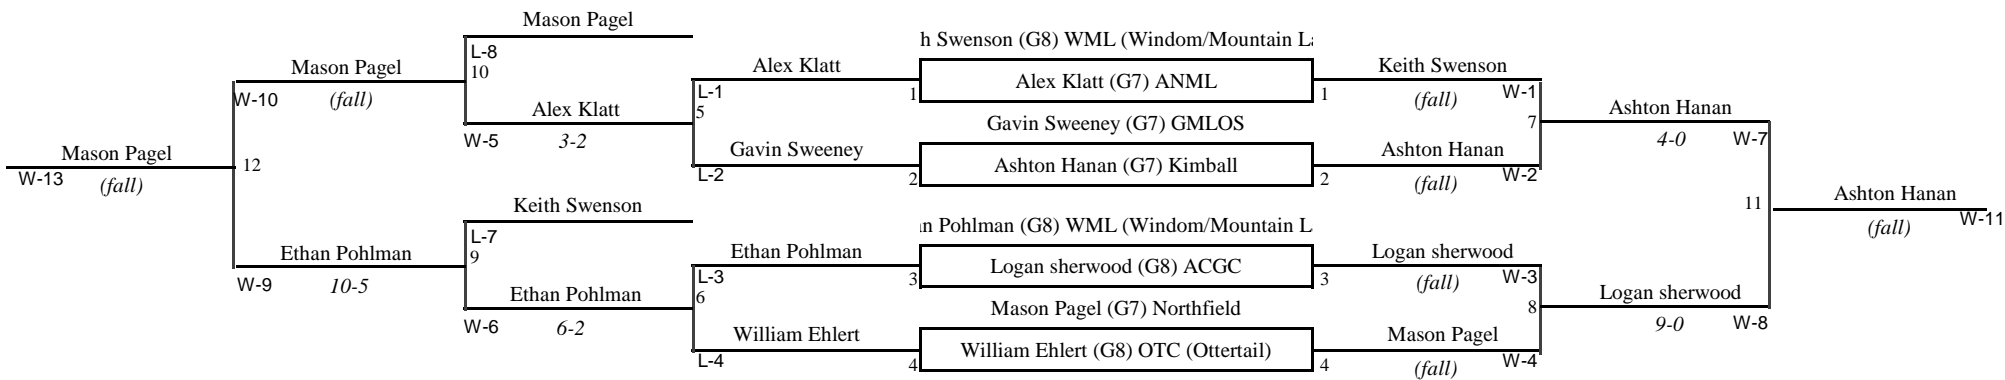 Mason Pagel
L-8
10
Mason Pagel
W-10
(fall)
Alex Klatt
W-5
3-2
Mason Pagel
W-13
(fall)
12
Keith Swenson
L-7
9
Ethan Pohlman
W-9
10-5
Ethan Pohlman
W-6
6-2
Alex Klatt
L-1
5
1
Gavin Sweeney
L-2
2
Ethan Pohlman
L-3
6
3
William Ehlert
L-4
4
h Swenson (G8) WML (Windom/Mountain La
Alex Klatt (G7) ANML
Gavin Sweeney (G7) GMLOS
Ashton Hanan (G7) Kimball
n Pohlman (G8) WML (Windom/Mountain L
Logan sherwood (G8) ACGC
Mason Pagel (G7) Northfield
William Ehlert (G8) OTC (Ottertail)
Keith Swenson
1
(fall)
W-1
7
Ashton Hanan
2
(fall)
W-2
Logan sherwood
3
(fall)
W-3
8
Mason Pagel
4
(fall)
W-4
Ashton Hanan
4-0
W-7
11
Logan sherwood
9-0
W-8
Ashton Hanan
(fall)
W-11